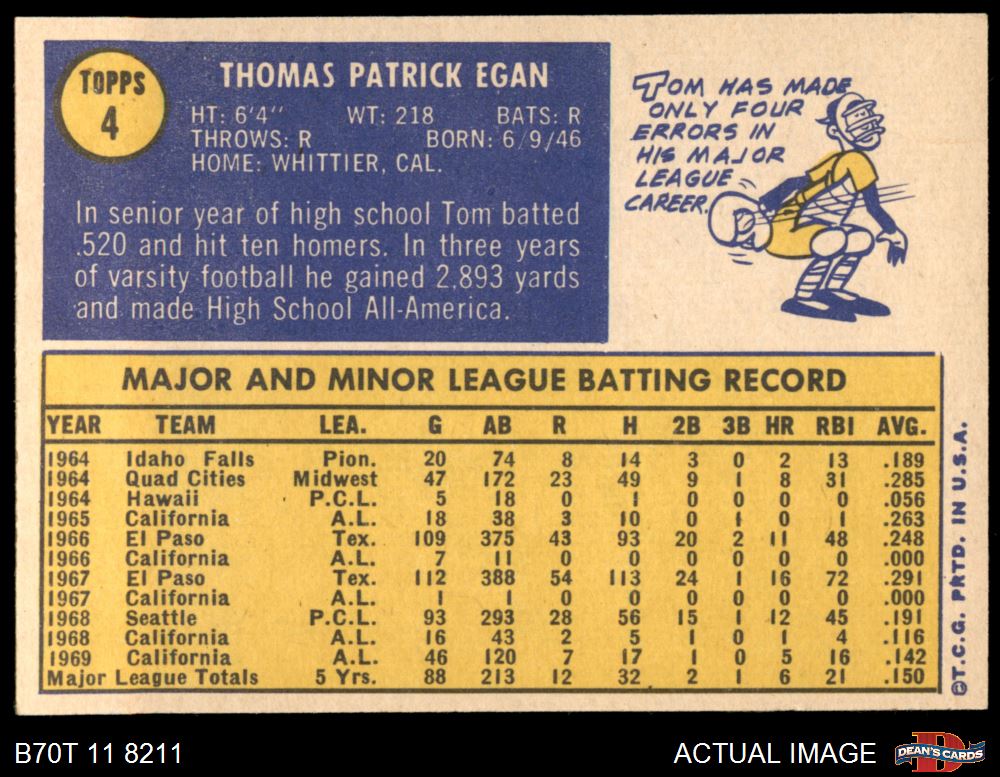 TOPPS
4
THOMAS PATRICK EGAN
HT: 6'4" WT: 218 BATS: R
THROWS: R BORN: 6/9/46
HOME: WHITTIER, CAL.
In senior year of high school Tom batted
.520 and hit ten homers. In three years
of varsity football he gained 2,893 yards
and made High School All-America.
TOM HAS MADE
ONLY FOUR
ERRORS IN
HIS MAJOR
LEAGUE
CAREER.
MAJOR AND MINOR LEAGUE BATTING RECORD
YEAR TEAM LEA. G AB R H 2B 3B HR RBI AVG.
1964 Idaho Falls Pion. 20 74 8 14 3 0 2 13 .189
1964 Quad Cities Midwest 47 172 23 49 9 1 8 31 .285
1964 Hawaii P.C.L. 5 18 0 1 0 0 0 0 .056
1965 California A.L. 18 38 3 10 0 1 0 1 .263
1966 El Paso Tex. 109 375 43 93 20 2 11 48 .248
1966 California A.L. 7 11 0 0 0 0 0 0 .000
1967 El Paso Tex. 112 388 54 113 24 1 16 72 .291
1967 California A.L. 1 1 0 0 0 0 0 0 .000
1968 Seattle P.C.L. 93 293 28 56 15 1 12 45 .191
1968 California A.L. 16 43 2 5 1 0 1 4 .116
1969 California A.L. 46 120 7 17 1 0 5 16 .142
Major League Totals 5 Yrs. 88 213 12 32 2 1 6 21 .150
©T.C.G. PRTD. IN U.S.A.
B70T 11 8211
ACTUAL IMAGE
D
DEAN'S CARDS